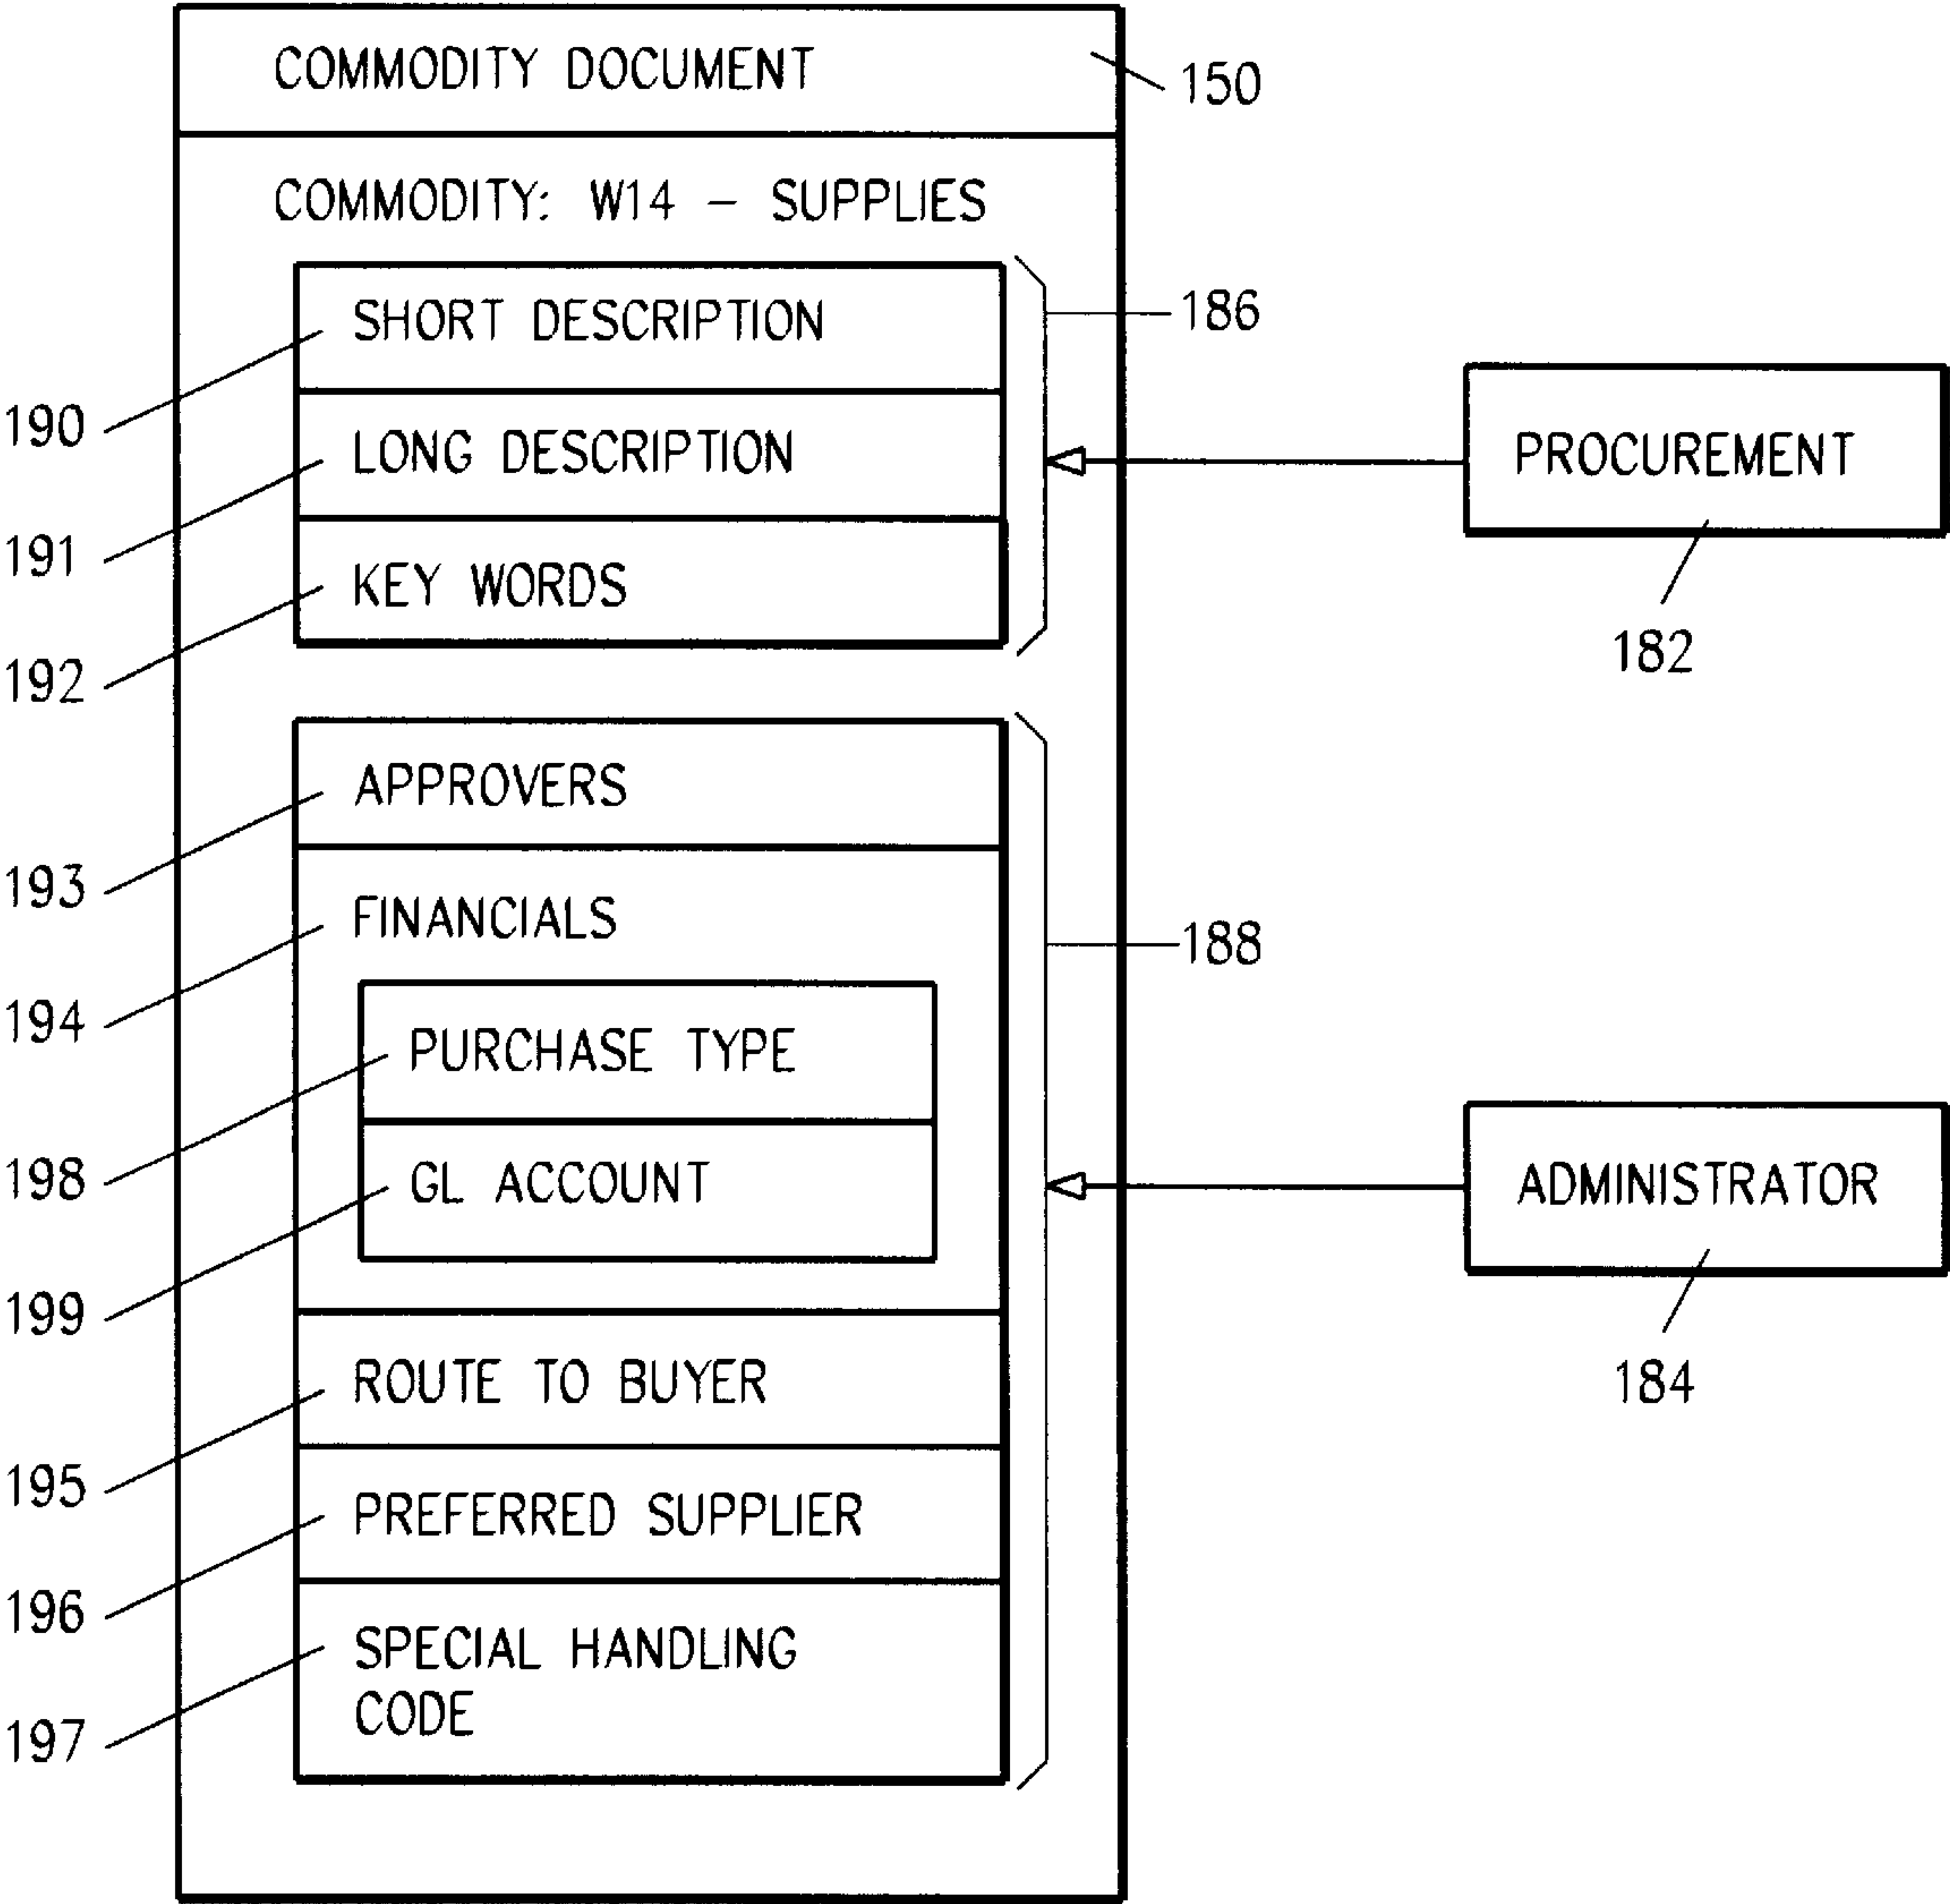 COMMODITY DOCUMENT
150
COMMODITY: W14 – SUPPLIES
SHORT DESCRIPTION
186
190
LONG DESCRIPTION
PROCUREMENT
191
KEY WORDS
182
192
APPROVERS
193
FINANCIALS
188
194
PURCHASE TYPE
198
GL ACCOUNT
ADMINISTRATOR
199
ROUTE TO BUYER
184
195
PREFERRED SUPPLIER
196
SPECIAL HANDLING
CODE
197